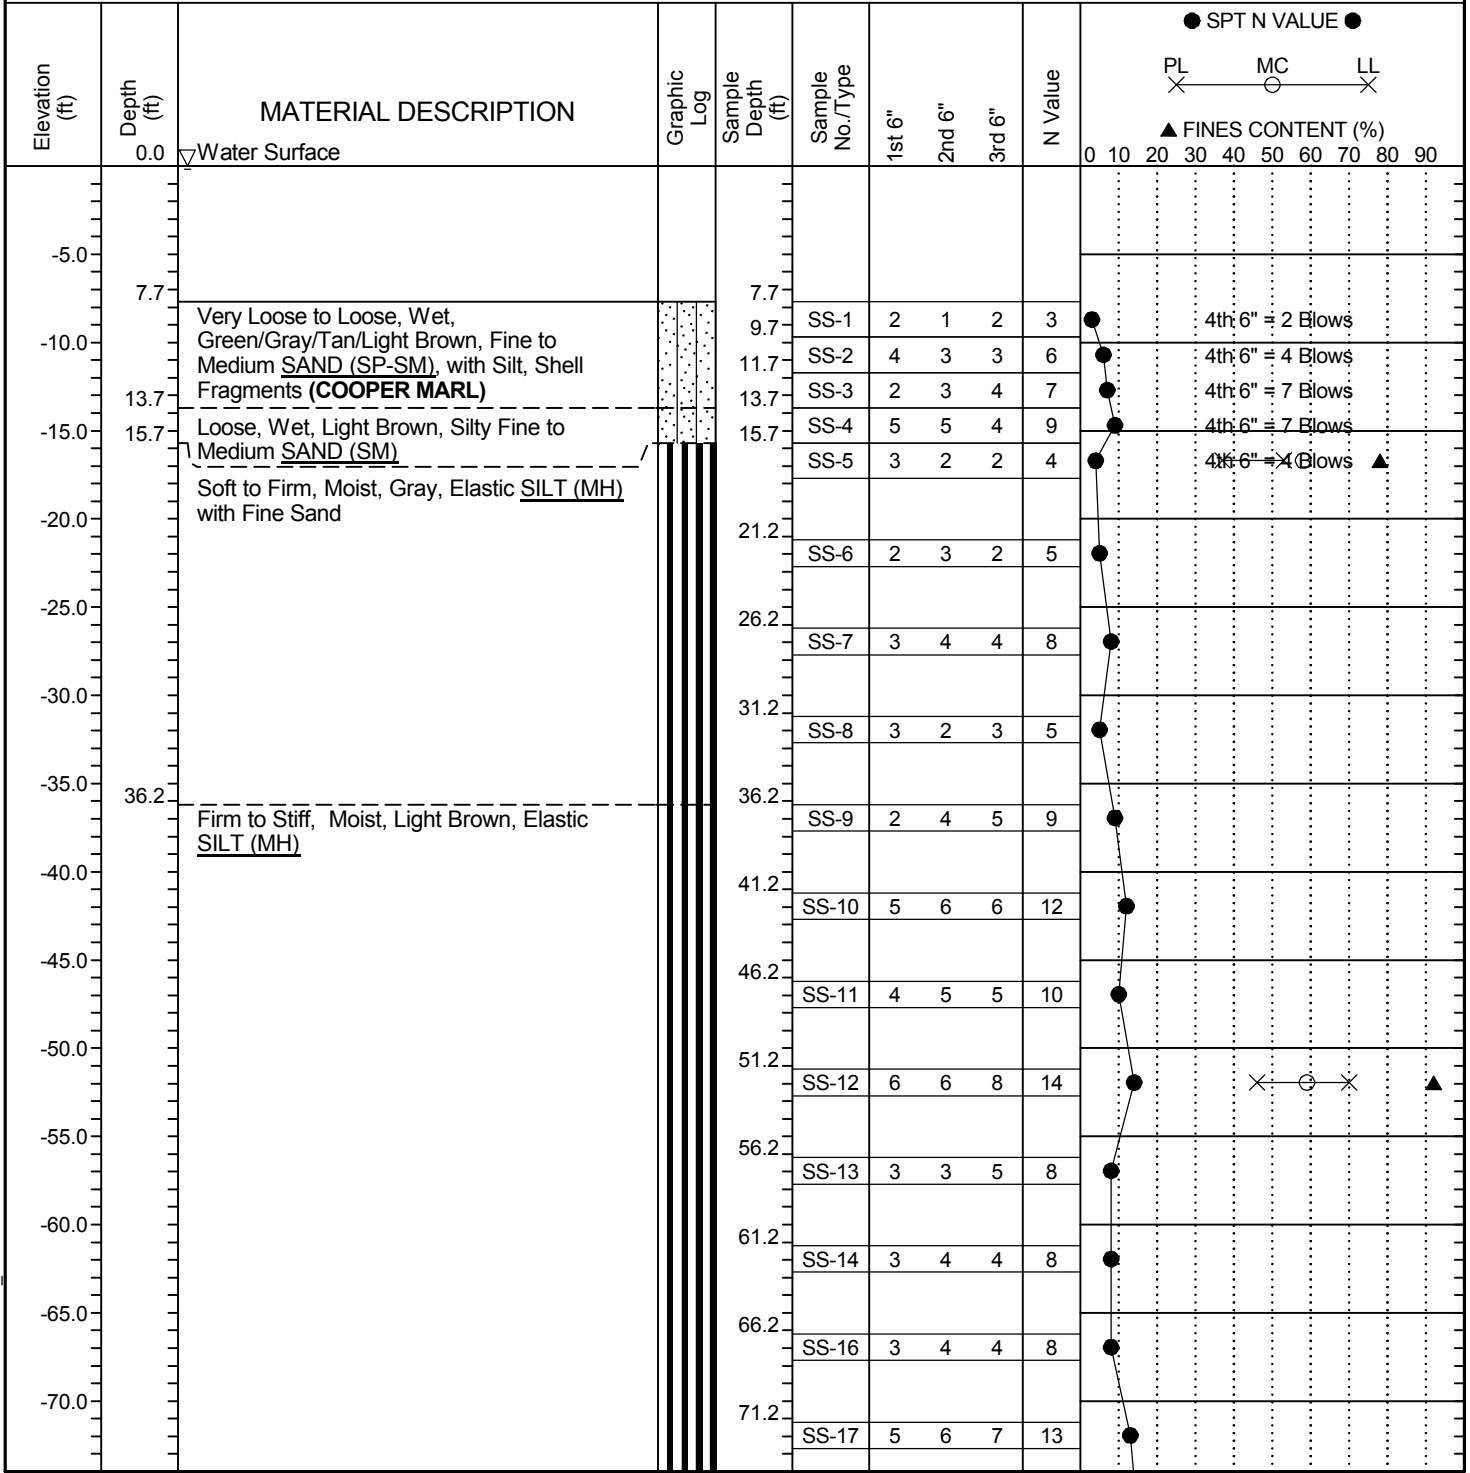 ● SPT N VALUE ●
PL MC LL
▲ FINES CONTENT (%)
Elevation (ft)
Depth (ft)
MATERIAL DESCRIPTION
Graphic Log
Sample Depth (ft)
Sample No./Type
1st 6"
2nd 6"
3rd 6"
N Value
0.0 Water Surface
0 10 20 30 40 50 60 70 80 90
-5.0
7.7 7.7
Very Loose to Loose, Wet,
Green/Gray/Tan/Light Brown, Fine to
Medium SAND (SP-SM), with Silt, Shell
Fragments (COOPER MARL)
9.7 SS-1 2 1 2 3 4th 6" = 2 Blows
-10.0
11.7 SS-2 4 3 3 6 4th 6" = 4 Blows
13.7 13.7 SS-3 2 3 4 7 4th 6" = 7 Blows
Loose, Wet, Light Brown, Silty Fine to
Medium SAND (SM)
-15.0 15.7 15.7 SS-4 5 5 4 9 4th 6" = 7 Blows
SS-5 3 2 2 4 4th 6" = 4 Blows
Soft to Firm, Moist, Gray, Elastic SILT (MH)
with Fine Sand
-20.0
21.2
SS-6 2 3 2 5
-25.0
26.2
SS-7 3 4 4 8
-30.0
31.2
SS-8 3 2 3 5
-35.0
36.2 36.2
Firm to Stiff, Moist, Light Brown, Elastic
SILT (MH)
SS-9 2 4 5 9
-40.0
41.2
SS-10 5 6 6 12
-45.0
46.2
SS-11 4 5 5 10
-50.0
51.2
SS-12 6 6 8 14
-55.0
56.2
SS-13 3 3 5 8
-60.0
61.2
SS-14 3 4 4 8
-65.0
66.2
SS-16 3 4 4 8
-70.0
71.2
SS-17 5 6 7 13